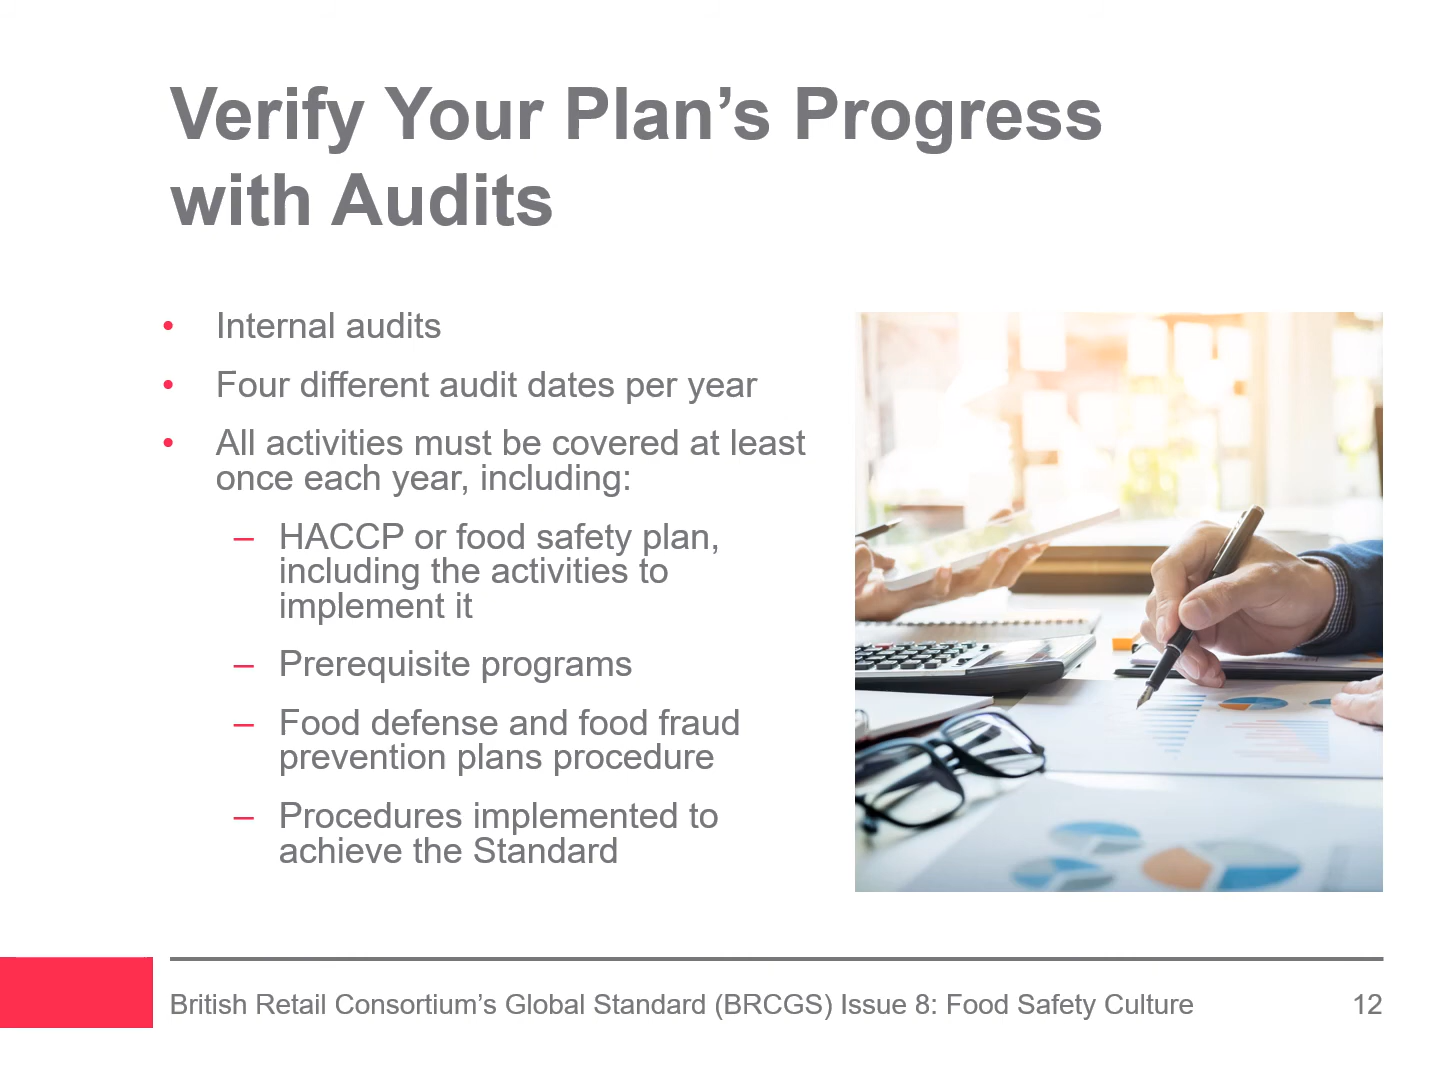 Verify Your Plan’s Progress
with Audits
• Internal audits
• Four different audit dates per year
• All activities must be covered at least
once each year, including:
– HACCP or food safety plan,
including the activities to
implement it
– Prerequisite programs
– Food defense and food fraud
prevention plans procedure
– Procedures implemented to
achieve the Standard
British Retail Consortium’s Global Standard (BRCGS) Issue 8: Food Safety Culture
12